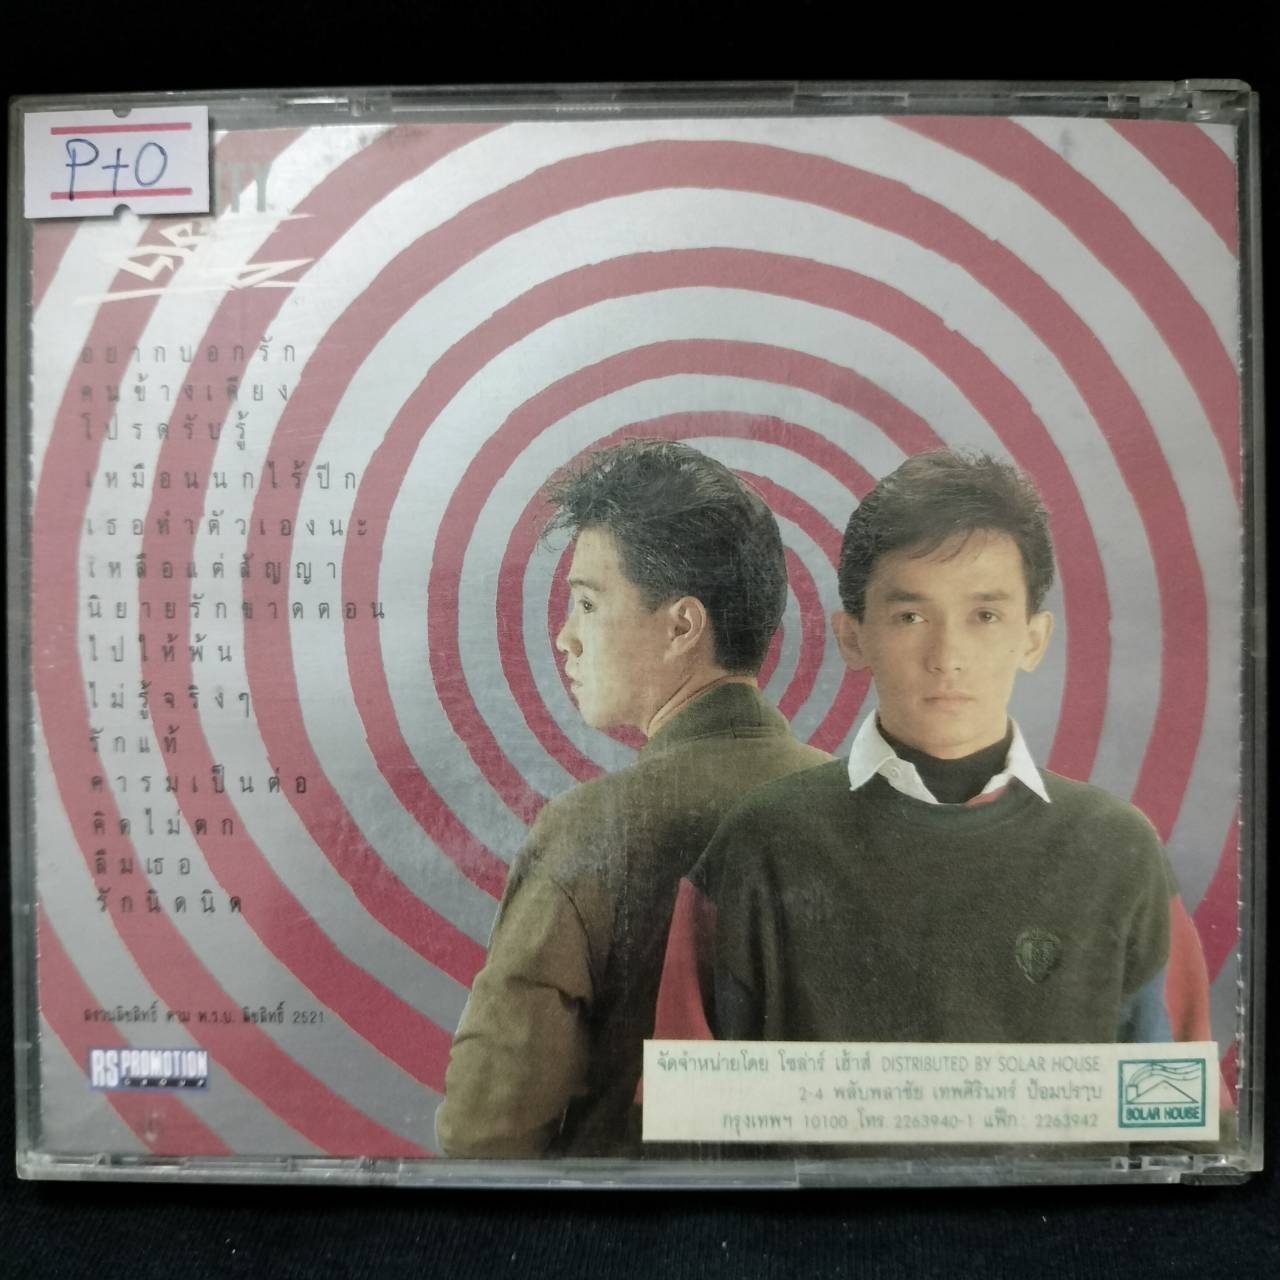 P+0
TY
อยากบอกรัก
คนข้างเคียง
โปรดรับรู้
เหมือนนกไร้ปีก
เธอทำตัวเองนะ
เหลือแต่สัญญา
นิยายรักขาดตอน
ไปให้พ้น
ไม่รู้จริงๆ
รักแท้
คารมเป็นต่อ
คิดไม่ตก
ลืมเธอ
รักนิดนิด
สงวนลิขสิทธิ์ ตาม พ.ร.บ. ลิขสิทธิ์ 2521
RS PROMOTION
GROUP
จัดจำหน่ายโดย โซล่าร์ เฮ้าส์ DISTRIBUTED BY SOLAR HOUSE
2-4 พลับพลาชัย เทพศิรินทร์ ป้อมปราบ
กรุงเทพฯ 10100 โทร. 2263940-1 แฟ็ก: 2263942
SOLAR HOUSE